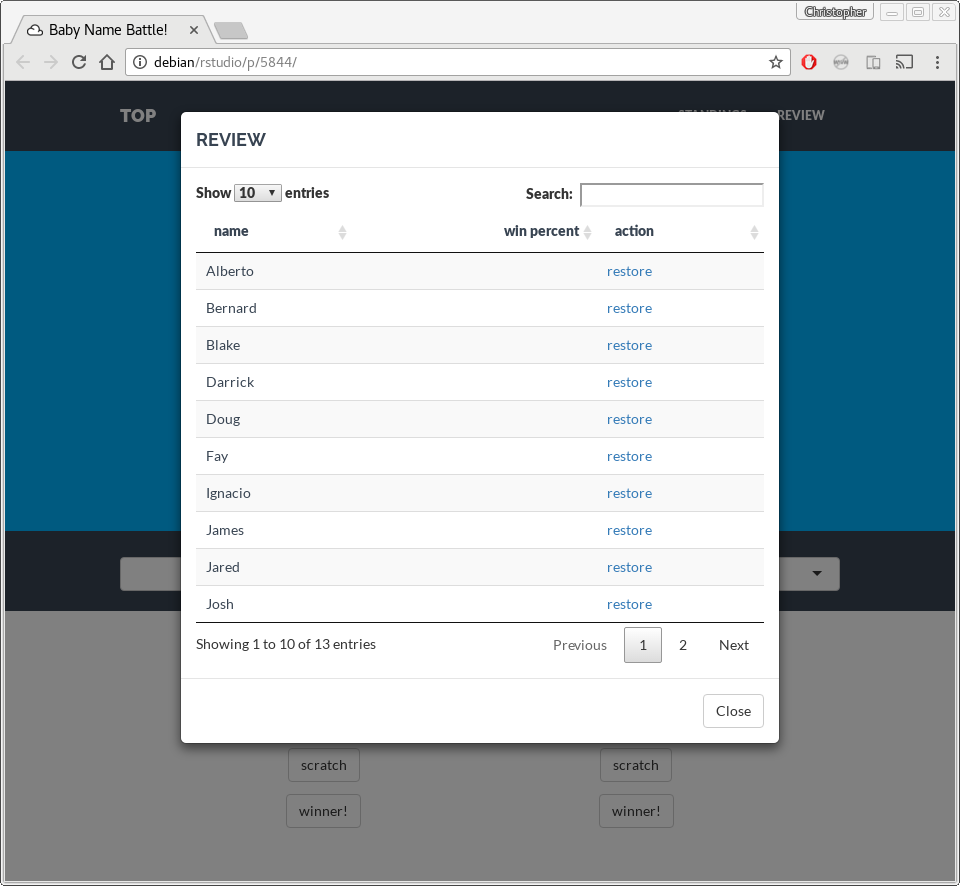 Christopher
Baby Name Battle!
debian/rstudio/p/5844/
TOP STANDINGS REVIEW
REVIEW
Show 10 entries Search:
name win percent action
Alberto restore
Bernard restore
Blake restore
Darrick restore
Doug restore
Fay restore
Ignacio restore
James restore
Jared restore
Josh restore
Showing 1 to 10 of 13 entries Previous 1 2 Next
Close
scratch scratch
winner! winner!